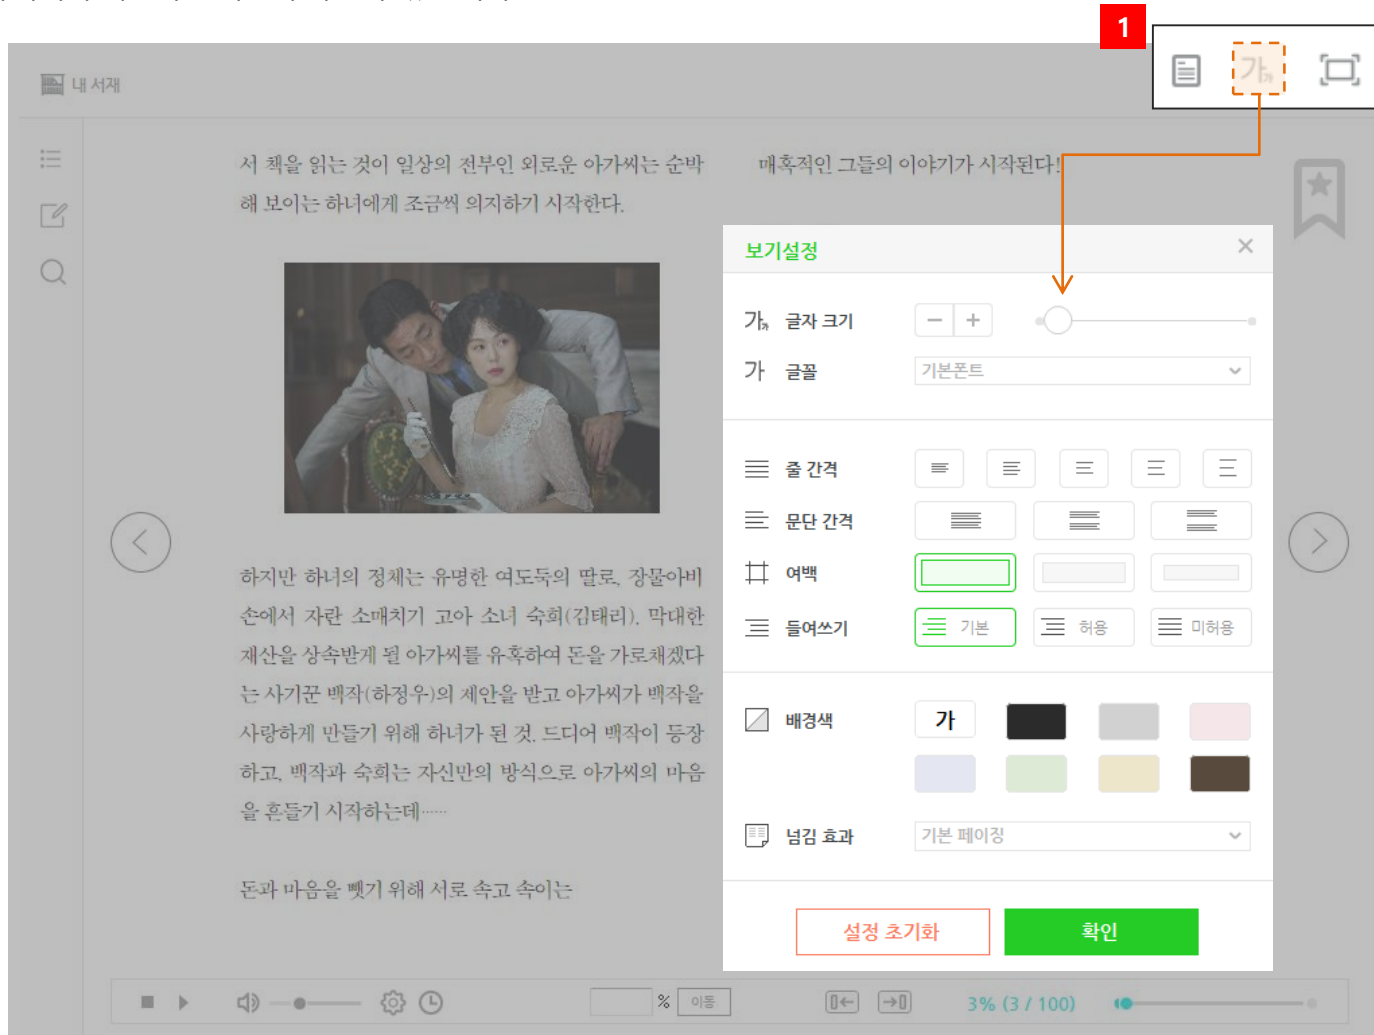 1
가가
내 서재
서 책을 읽는 것이 일상의 전부인 외로운 아가씨는 순박
해 보이는 하녀에게 조금씩 의지하기 시작한다.
하지만 하녀의 정체는 유명한 여도둑의 딸로, 장물아비
손에서 자란 소매치기 고아 소녀 숙희(김태리). 막대한
재산을 상속받게 될 아가씨를 유혹하여 돈을 가로채겠다
는 사기꾼 백작(하정우)의 제안을 받고 아가씨가 백작을
사랑하게 만들기 위해 하녀가 된 것. 드디어 백작이 등장
하고, 백작과 숙희는 자신만의 방식으로 아가씨의 마음
을 흔들기 시작하는데……
돈과 마음을 뺏기 위해 서로 속고 속이는
매혹적인 그들의 이야기가 시작된다!
보기설정 ×
가가 글자 크기 − +
가 글꼴 기본폰트
줄 간격
문단 간격
여백
들여쓰기 기본 허용 미허용
배경색 가
넘김 효과 기본 페이징
설정 초기화 확인
% 이동 3% (3 / 100)